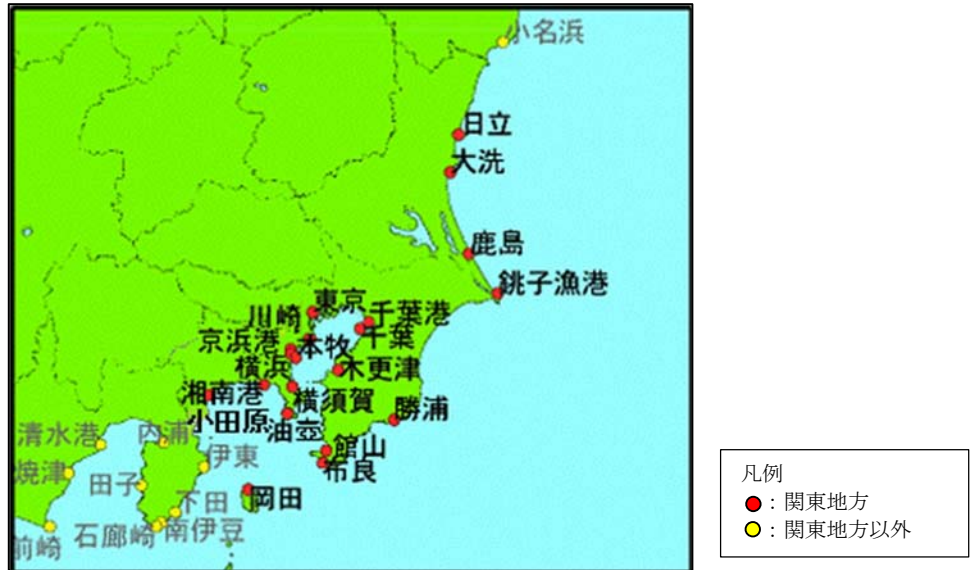 小名浜
日立
大洗
鹿島
銚子漁港
東京
川崎
千葉港
千葉
京浜港
本牧
横浜
木更津
湘南港
横須賀
小田原
油壺
勝浦
清水港
内浦
館山
伊東
布良
焼津
田子
下田
岡田
石廊崎
南伊豆
前崎
凡例
：関東地方
：関東地方以外